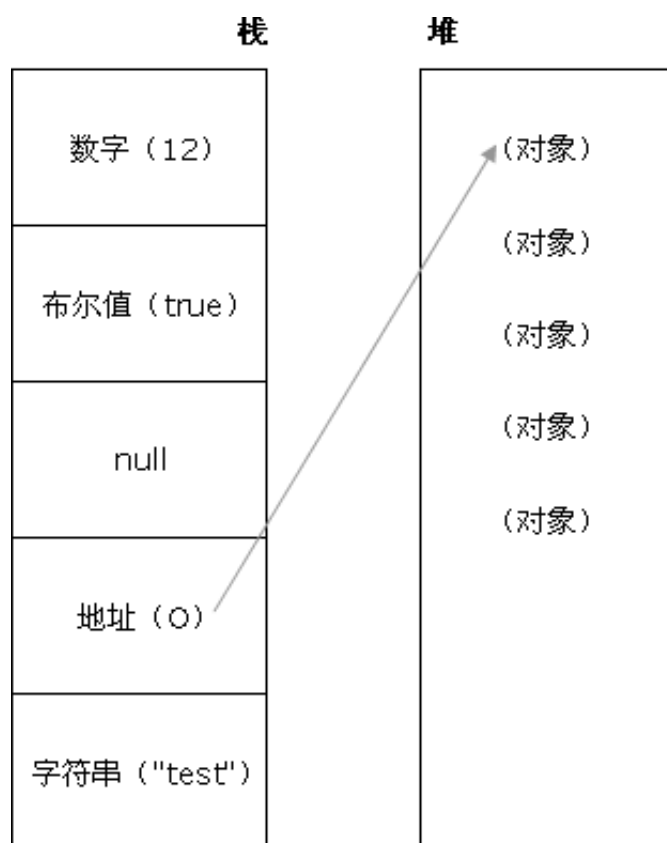 栈
堆
数字（12）
布尔值（true）
null
地址（O）
字符串（"test"）
(对象)
(对象)
(对象)
(对象)
(对象)